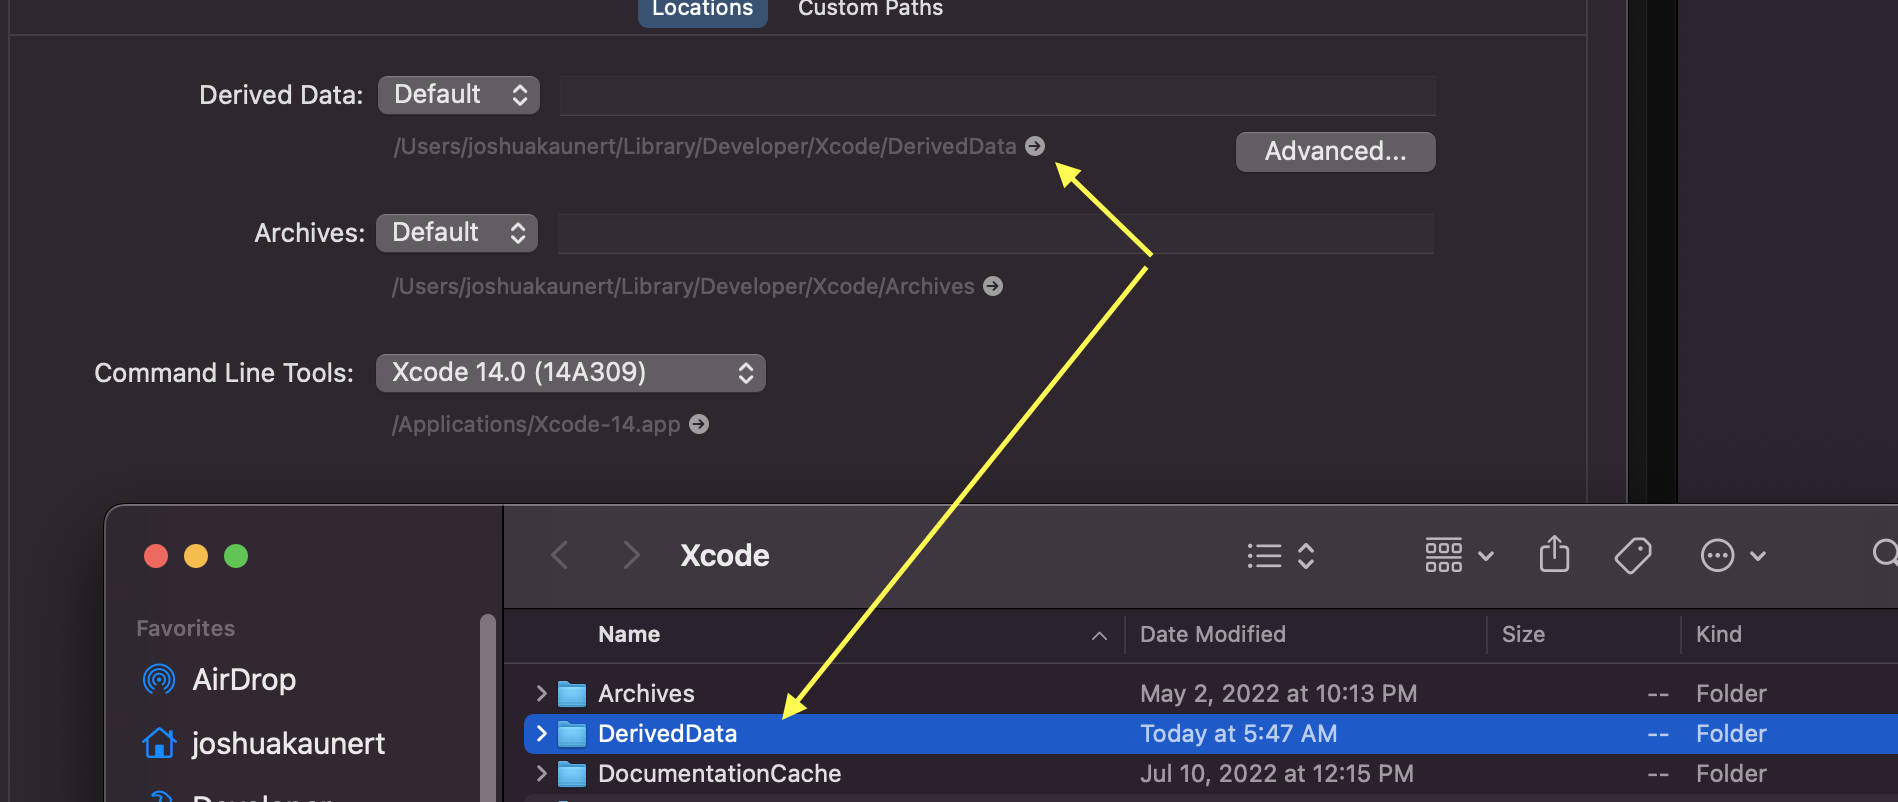 Locations Custom Paths
Derived Data: Default
/Users/joshuakaunert/Library/Developer/Xcode/DerivedData
Advanced...
Archives: Default
/Users/joshuakaunert/Library/Developer/Xcode/Archives
Command Line Tools: Xcode 14.0 (14A309)
/Applications/Xcode-14.app
Xcode
Favorites
AirDrop
joshuakaunert
Developer
Name Date Modified Size Kind
Archives May 2, 2022 at 10:13 PM -- Folder
DerivedData Today at 5:47 AM -- Folder
DocumentationCache Jul 10, 2022 at 12:15 PM -- Folder